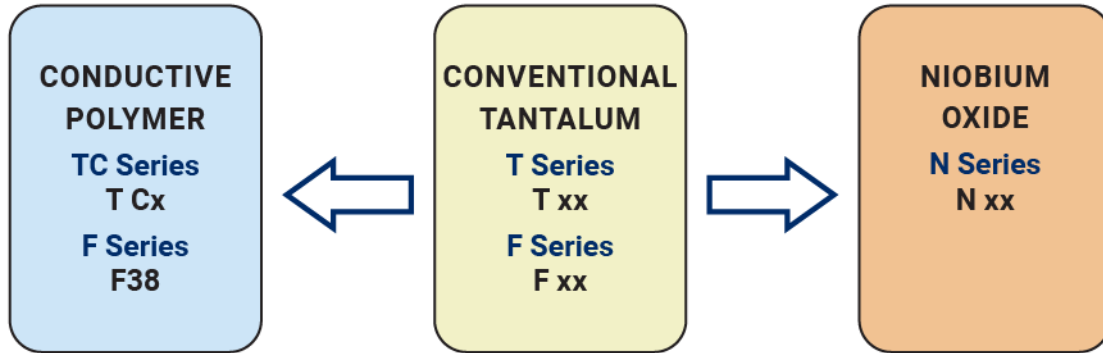 CONDUCTIVE
POLYMER
TC Series
T Cx
F Series
F38
CONVENTIONAL
TANTALUM
T Series
T xx
F Series
F xx
NIOBIUM
OXIDE
N Series
N xx